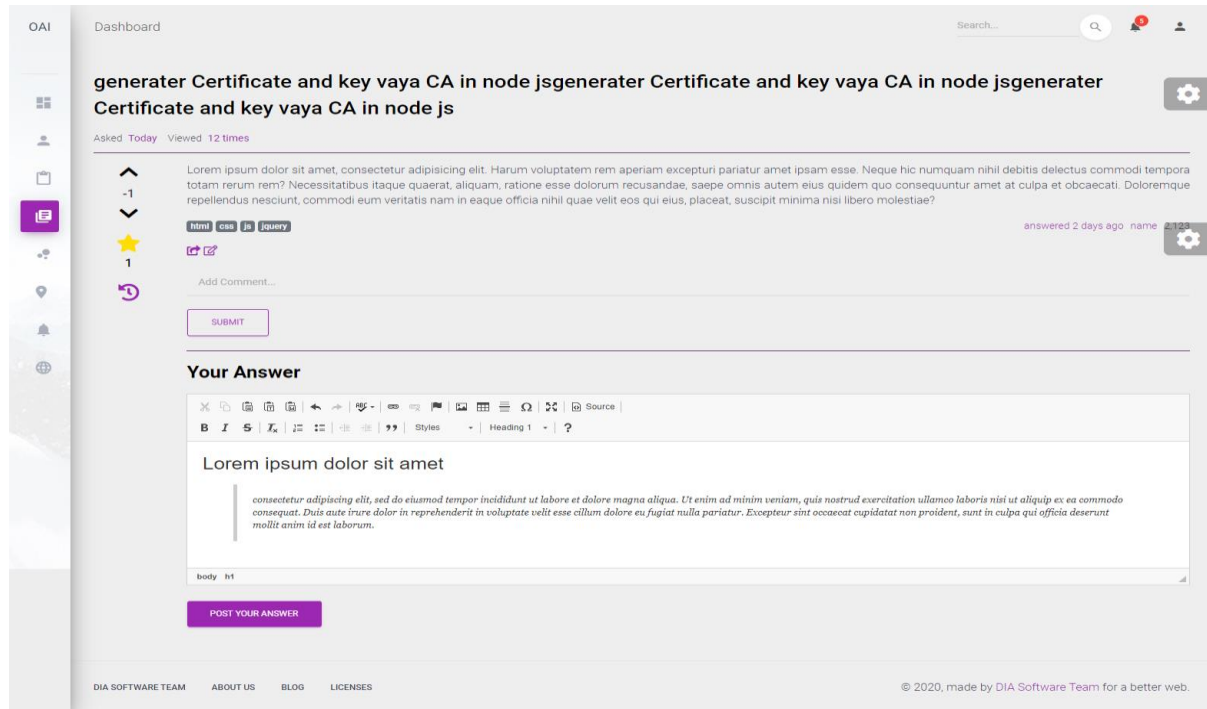 OAI
Dashboard
Search...
5
generater Certificate and key vaya CA in node jsgenerater Certificate and key vaya CA in node jsgenerater
Certificate and key vaya CA in node js
Asked Today Viewed 12 times
-1
1
Lorem ipsum dolor sit amet, consectetur adipisicing elit. Harum voluptatem rem aperiam excepturi pariatur amet ipsam esse. Neque hic numquam nihil debitis delectus commodi tempora
totam rerum rem? Necessitatibus itaque quaerat, aliquam, ratione esse dolorum recusandae, saepe omnis autem eius quidem quo consequuntur amet at culpa et obcaecati. Doloremque
repellendus nesciunt, commodi eum veritatis nam in eaque officia nihil quae velit eos qui eius, placeat, suscipit minima nisi libero molestiae?
html css js jquery
answered 2 days ago name 2,123
Add Comment...
SUBMIT
Your Answer
ABC
Ω Source
B I S Tx Styles Heading 1 ?
Lorem ipsum dolor sit amet
consectetur adipiscing elit, sed do eiusmod tempor incididunt ut labore et dolore magna aliqua. Ut enim ad minim veniam, quis nostrud exercitation ullamco laboris nisi ut aliquip ex ea commodo
consequat. Duis aute irure dolor in reprehenderit in voluptate velit esse cillum dolore eu fugiat nulla pariatur. Excepteur sint occaecat cupidatat non proident, sunt in culpa qui officia deserunt
mollit anim id est laborum.
body h1
POST YOUR ANSWER
DIA SOFTWARE TEAM ABOUT US BLOG LICENSES
© 2020, made by DIA Software Team for a better web.